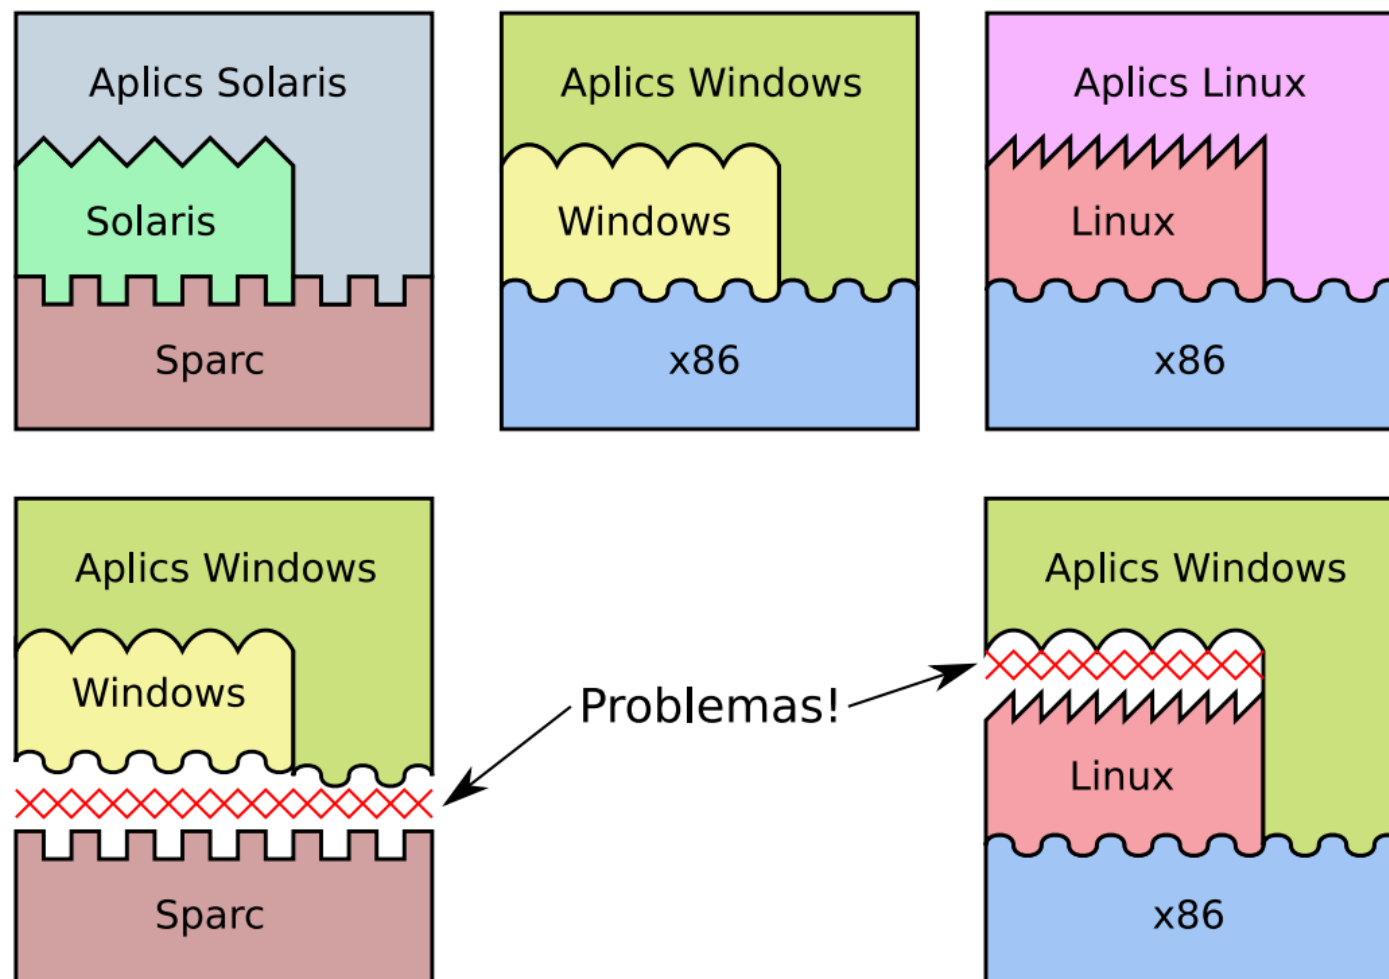 Aplics Solaris
Solaris
Sparc
Aplics Windows
Windows
x86
Aplics Linux
Linux
x86
Aplics Windows
Windows
Sparc
Problemas!
Aplics Windows
Linux
x86